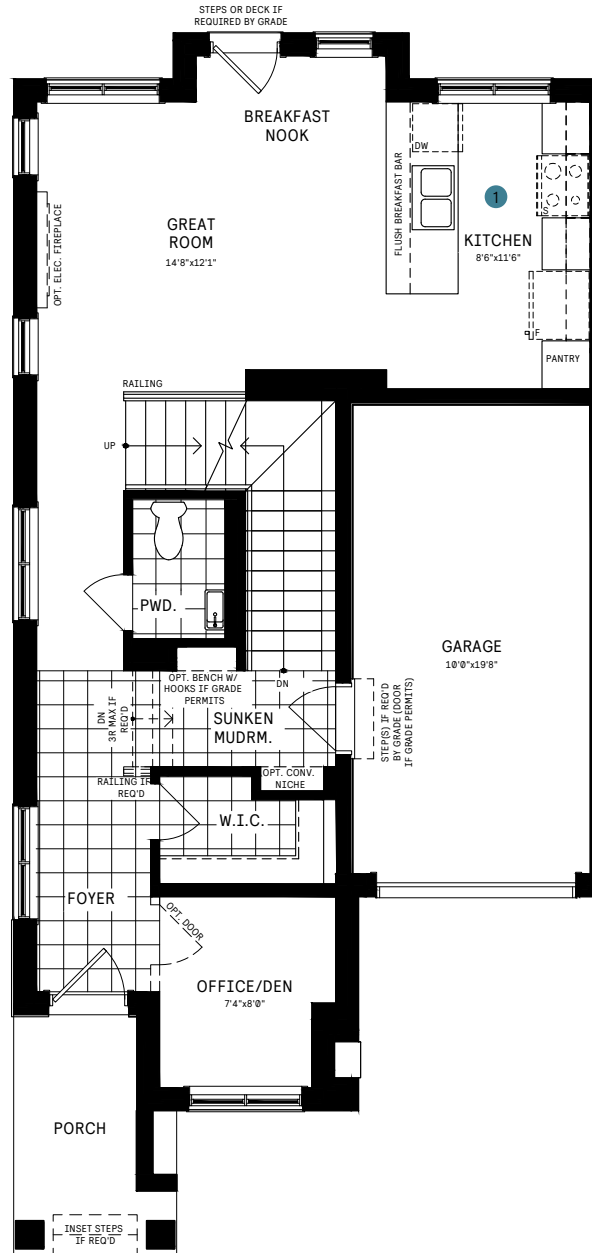 STEPS OR DECK IF
REQUIRED BY GRADE
BREAKFAST
NOOK
DW
FLUSH BREAKFAST BAR
1
S
KITCHEN
8'6"x11'6"
F
PANTRY
OPT. ELEC. FIREPLACE
GREAT
ROOM
14'8"x12'1"
RAILING
UP
PWD.
GARAGE
10'0"x19'8"
OPT. BENCH W/
HOOKS IF GRADE
PERMITS
DN
DN
3R MAX IF
REQ'D
SUNKEN
MUDRM.
STEP(S) IF REQ'D
BY GRADE (DOOR
IF GRADE PERMITS)
RAILING IF
REQ'D
OPT. CONV.
NICHE
W.I.C.
FOYER
OPT. DOOR
OFFICE/DEN
7'4"x8'0"
PORCH
INSET STEPS
IF REQ'D